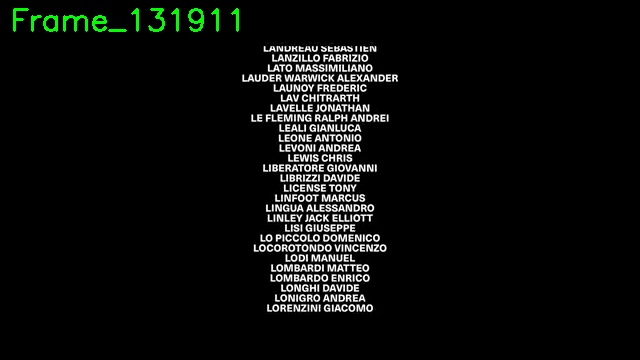 Frame_131911
LANDREAU SEBASTIEN
LANZILLO FABRIZIO
LATO MASSIMILIANO
LAUDER WARWICK ALEXANDER
LAUNOY FREDERIC
LAV CHITRARTH
LAVELLE JONATHAN
LE FLEMING RALPH ANDREI
LEALI GIANLUCA
LEONE ANTONIO
LEVONI ANDREA
LEWIS CHRIS
LIBERATORE GIOVANNI
LIBRIZZI DAVIDE
LICENSE TONY
LINFOOT MARCUS
LINGUA ALESSANDRO
LINLEY JACK ELLIOTT
LISI GIUSEPPE
LO PICCOLO DOMENICO
LOCOROTONDO VINCENZO
LODI MANUEL
LOMBARDI MATTEO
LOMBARDO ENRICO
LONGHI DAVIDE
LONIGRO ANDREA
LORENZINI GIACOMO